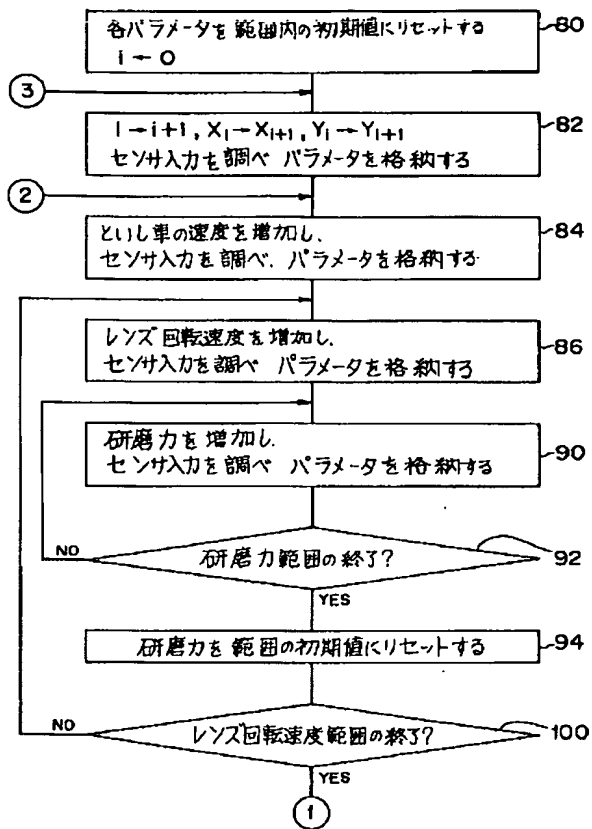 各パラメータを範囲内の初期値にリセットする
i ← 0
80
3
I → i+1 , Xi → Xi+1 , Yi → Yi+1
センサ入力を調べ パラメータを格納する
82
2
といし車の速度を増加し、
センサ入力を調べ、パラメータを格納する
84
レンズ回転速度を増加し、
センサ入力を調べ パラメータを格納する
86
研磨力を増加し、
センサ入力を調べ パラメータを格納する
90
NO
研磨力範囲の終了?
92
YES
研磨力を範囲の初期値にリセットする
94
NO
レンズ回転速度範囲の終了?
100
YES
1